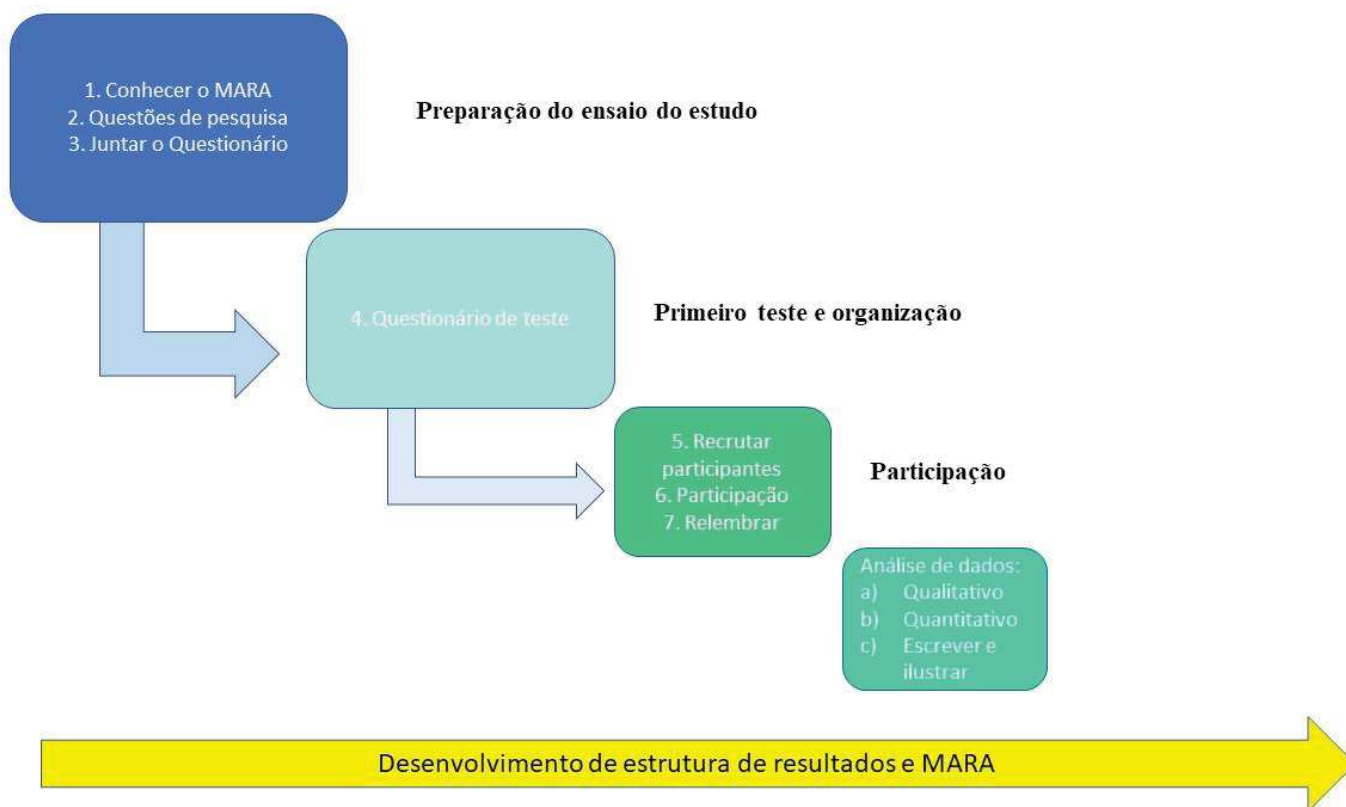 1. Conhecer o MARA
2. Questões de pesquisa
3. Juntar o Questionário
Preparação do ensaio do estudo
4. Questionário de teste
Primeiro teste e organização
5. Recrutar
participantes
6. Participação
7. Relembrar
Participação
Análise de dados:
a) Qualitativo
b) Quantitativo
c) Escrever e
ilustrar
Desenvolvimento de estrutura de resultados e MARA